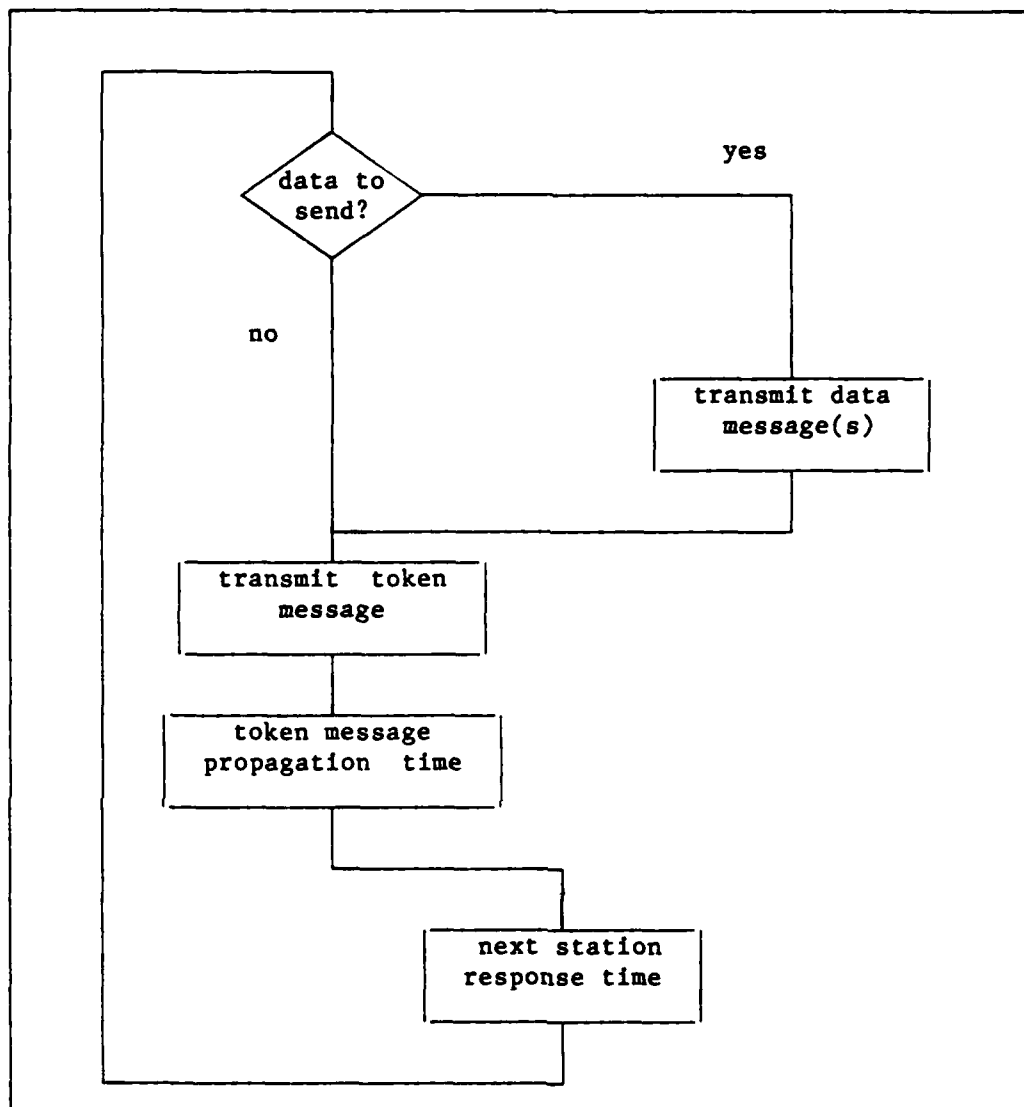 data to
send?
yes
no
transmit data
message(s)
transmit token
message
token message
propagation time
next station
response time